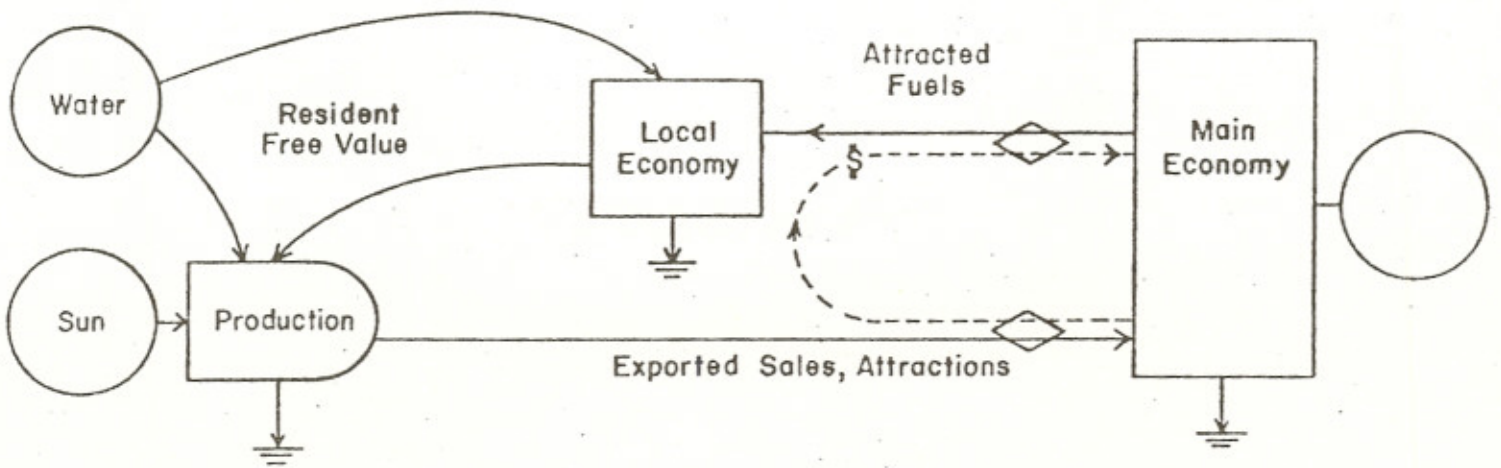 Water
Resident
Free Value
Local
Economy
Attracted
Fuels
Main
Economy
$
Sun
Production
Exported Sales, Attractions